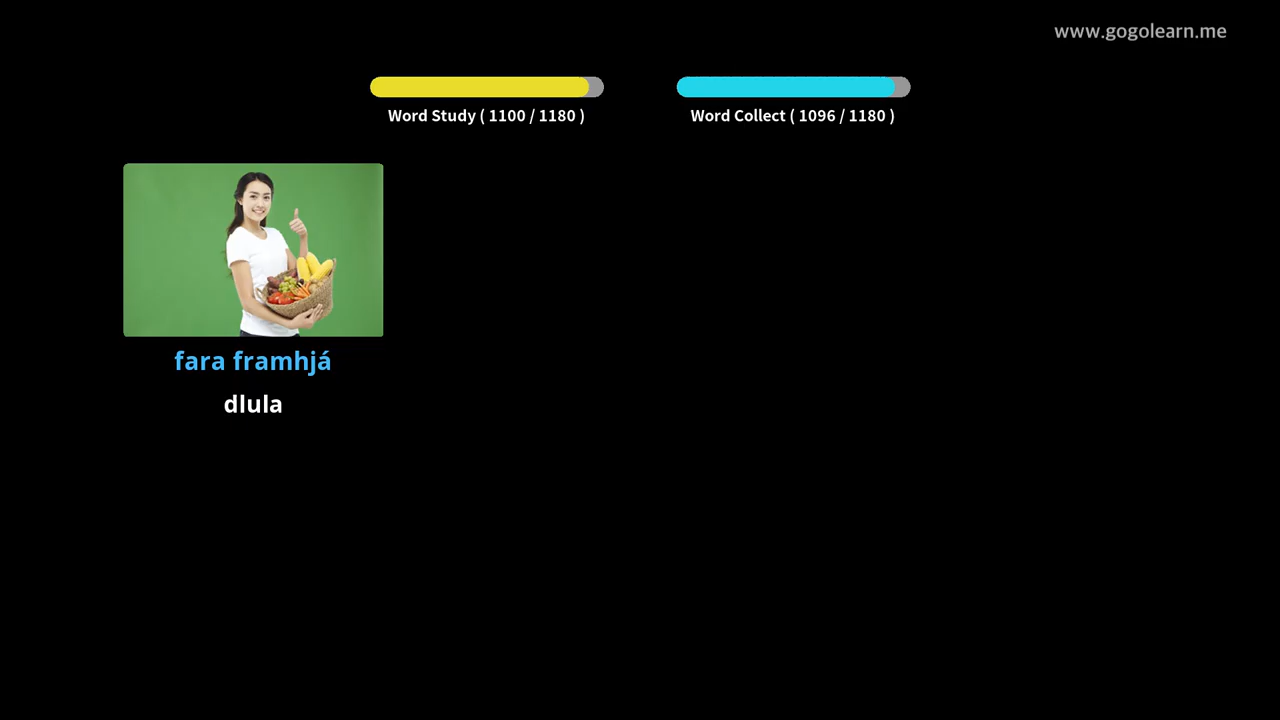 www.gogolearn.me
Word Study ( 1100 / 1180 )
Word Collect ( 1096 / 1180 )
fara framhjá
dlula